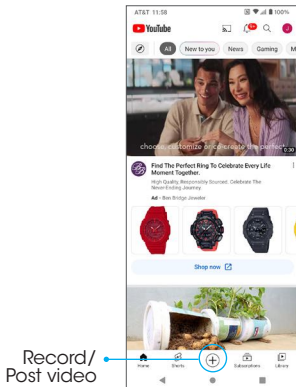 AT&T 11:58
100%
YouTube
All
New to you
News
Gaming
M
J
choose, customize or co-create the perfect
0:30
Find The Perfect Ring To Celebrate Every Life
Moment Together.
High Quality, Responsibly Sourced. Celebrate The
Never-Ending Journey.
Ad • Ben Bridge Jeweler
Shop now
Home
Shorts
Subscriptions
Library
Record/
Post video